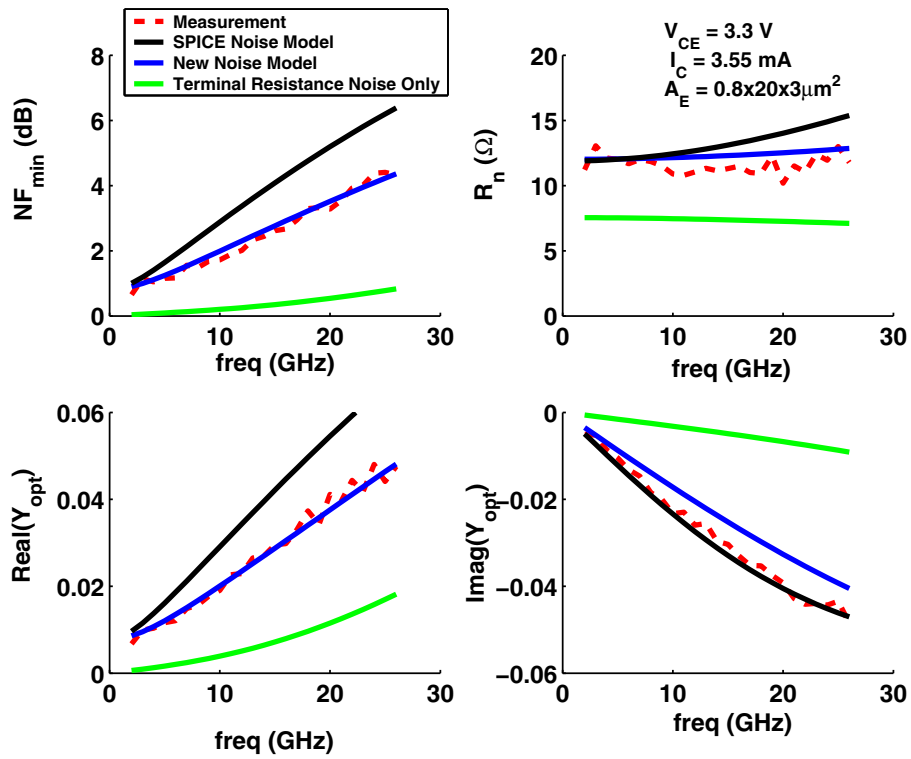 Measurement
SPICE Noise Model
New Noise Model
Terminal Resistance Noise Only
8
6
4
2
0
NF_min (dB)
0
10
20
30
freq (GHz)
V_CE = 3.3 V
I_C = 3.55 mA
A_E = 0.8x20x3μm²
20
15
10
5
0
R_n (Ω)
0
10
20
30
freq (GHz)
0.06
0.04
0.02
0
Real(Y_opt)
0
10
20
30
freq (GHz)
0
−0.02
−0.04
−0.06
Imag(Y_opt)
0
10
20
30
freq (GHz)